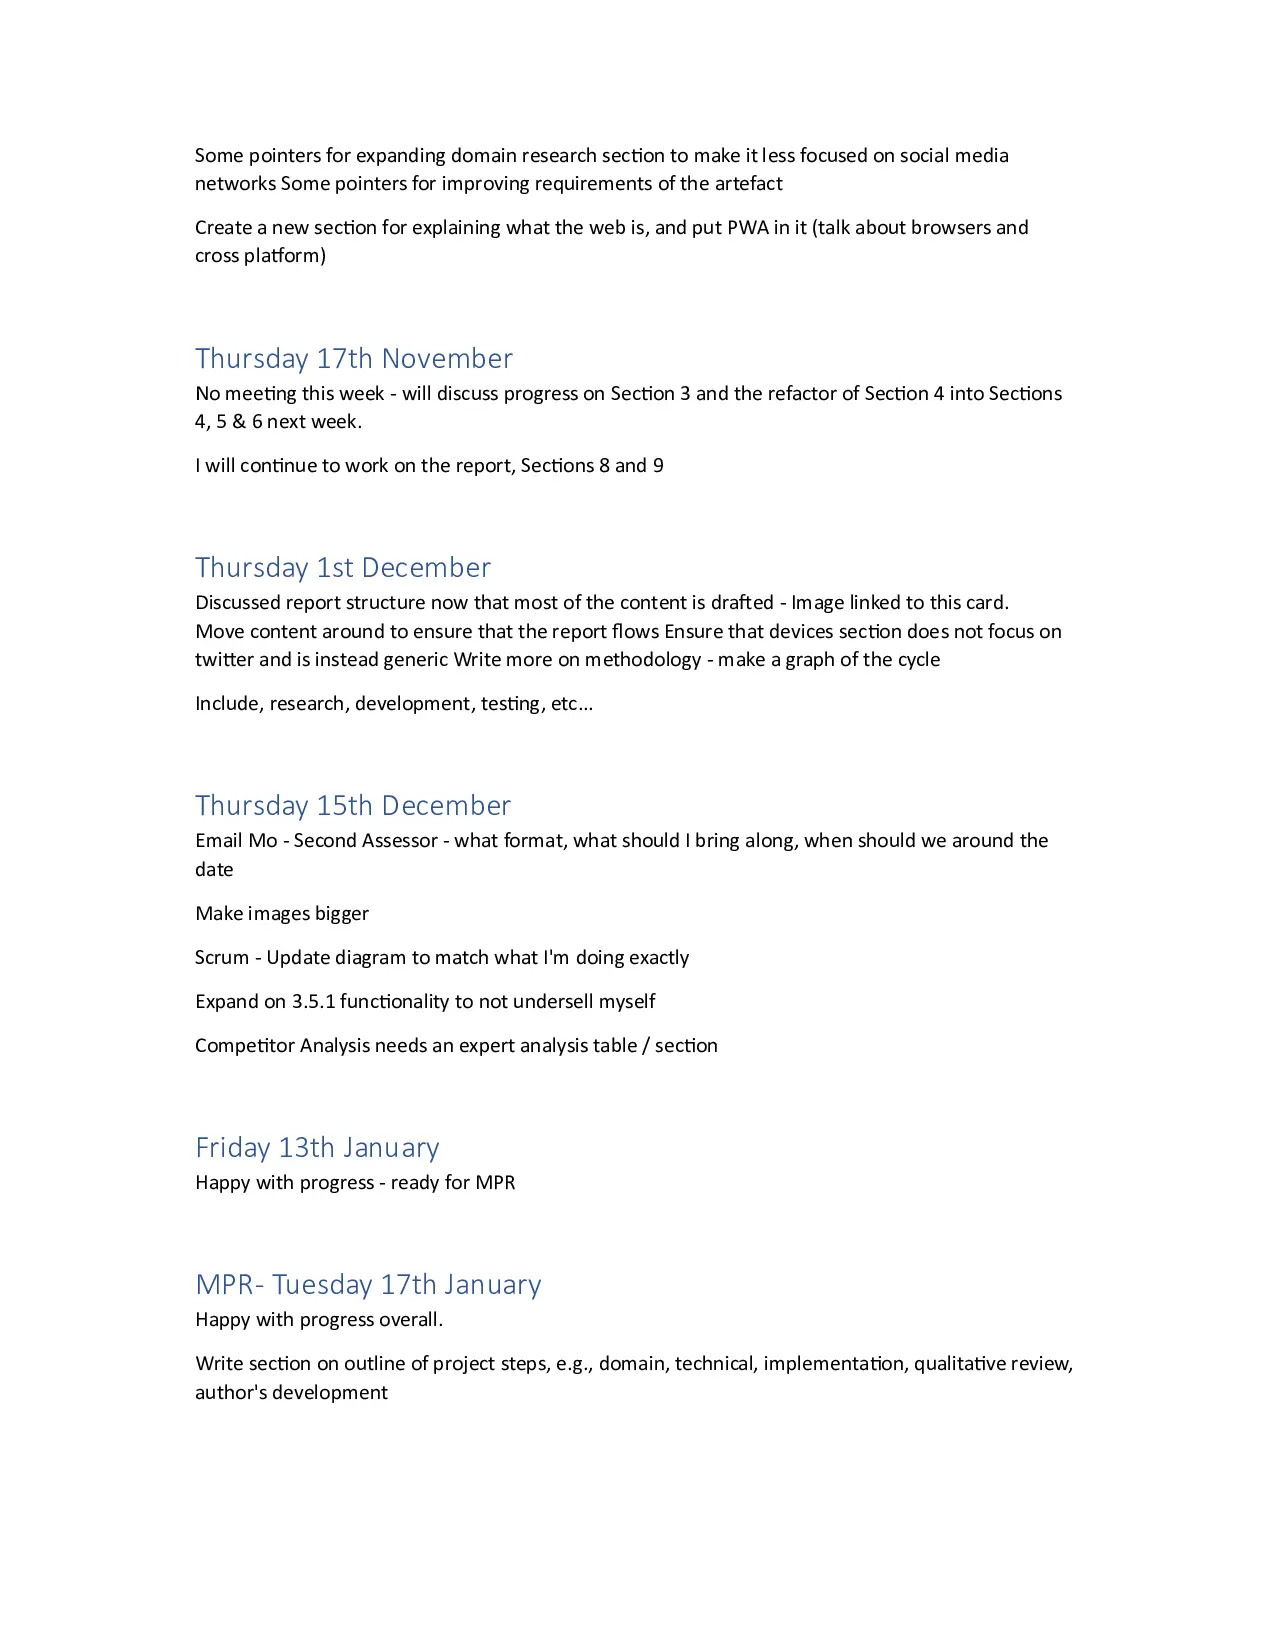 Some pointers for expanding domain research section to make it less focused on social media
networks Some pointers for improving requirements of the artefact
Create a new section for explaining what the web is, and put PWA in it (talk about browsers and
cross platform)
Thursday 17th November
No meeting this week - will discuss progress on Section 3 and the refactor of Section 4 into Sections
4, 5 & 6 next week.
I will continue to work on the report, Sections 8 and 9
Thursday 1st December
Discussed report structure now that most of the content is drafted - Image linked to this card.
Move content around to ensure that the report flows Ensure that devices section does not focus on
twitter and is instead generic Write more on methodology - make a graph of the cycle
Include, research, development, testing, etc...
Thursday 15th December
Email Mo - Second Assessor - what format, what should I bring along, when should we around the
date
Make images bigger
Scrum - Update diagram to match what I'm doing exactly
Expand on 3.5.1 functionality to not undersell myself
Competitor Analysis needs an expert analysis table / section
Friday 13th January
Happy with progress - ready for MPR
MPR- Tuesday 17th January
Happy with progress overall.
Write section on outline of project steps, e.g., domain, technical, implementation, qualitative review,
author's development